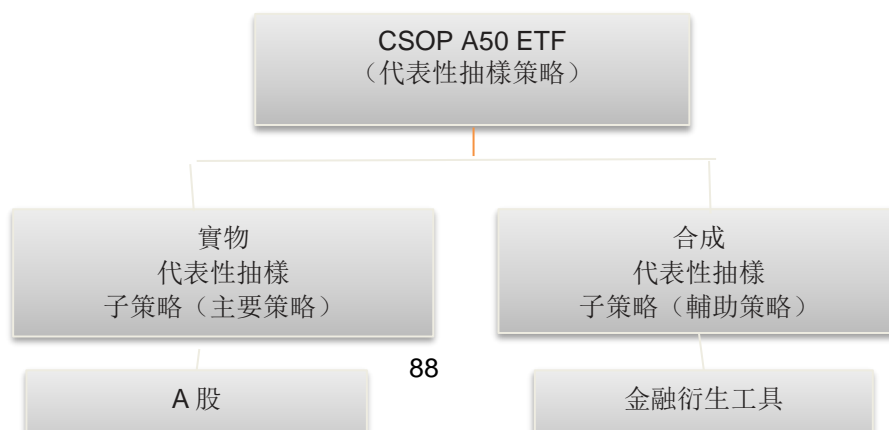 CSOP A50 ETF
（代表性抽樣策略）
實物
代表性抽樣
子策略（主要策略）
合成
代表性抽樣
子策略（輔助策略）
88
A 股
金融衍生工具